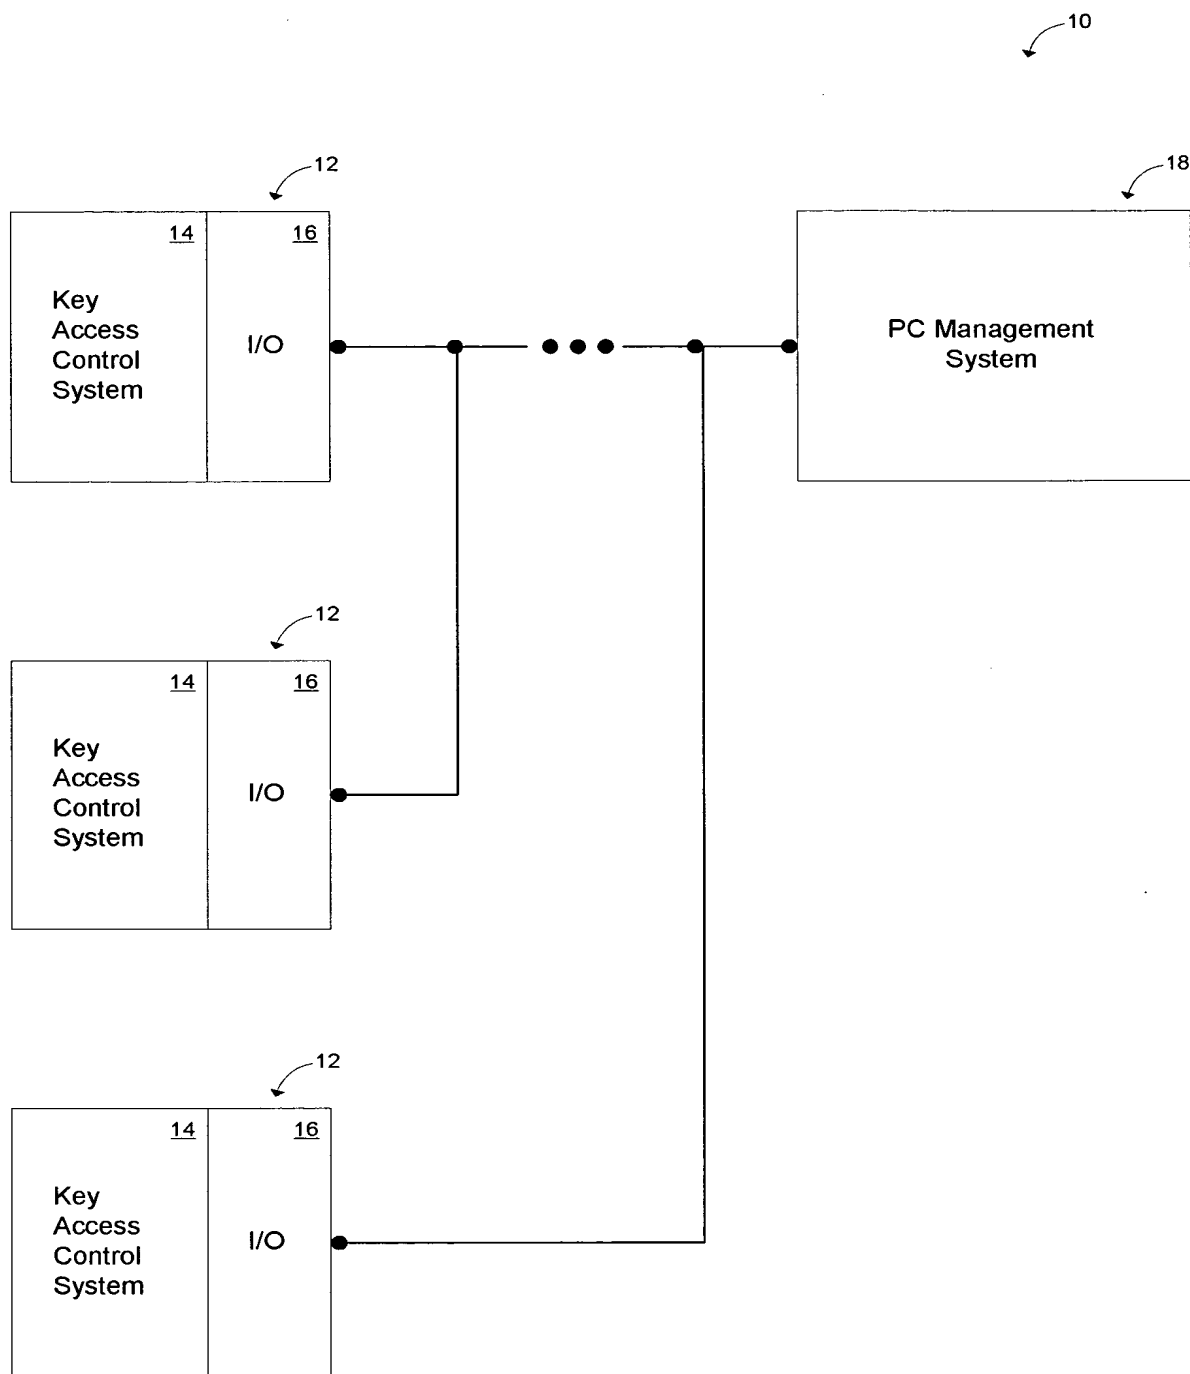 10
12
18
14
16
Key
Access
Control
System
I/O
PC Management
System
12
14
16
Key
Access
Control
System
I/O
12
14
16
Key
Access
Control
System
I/O